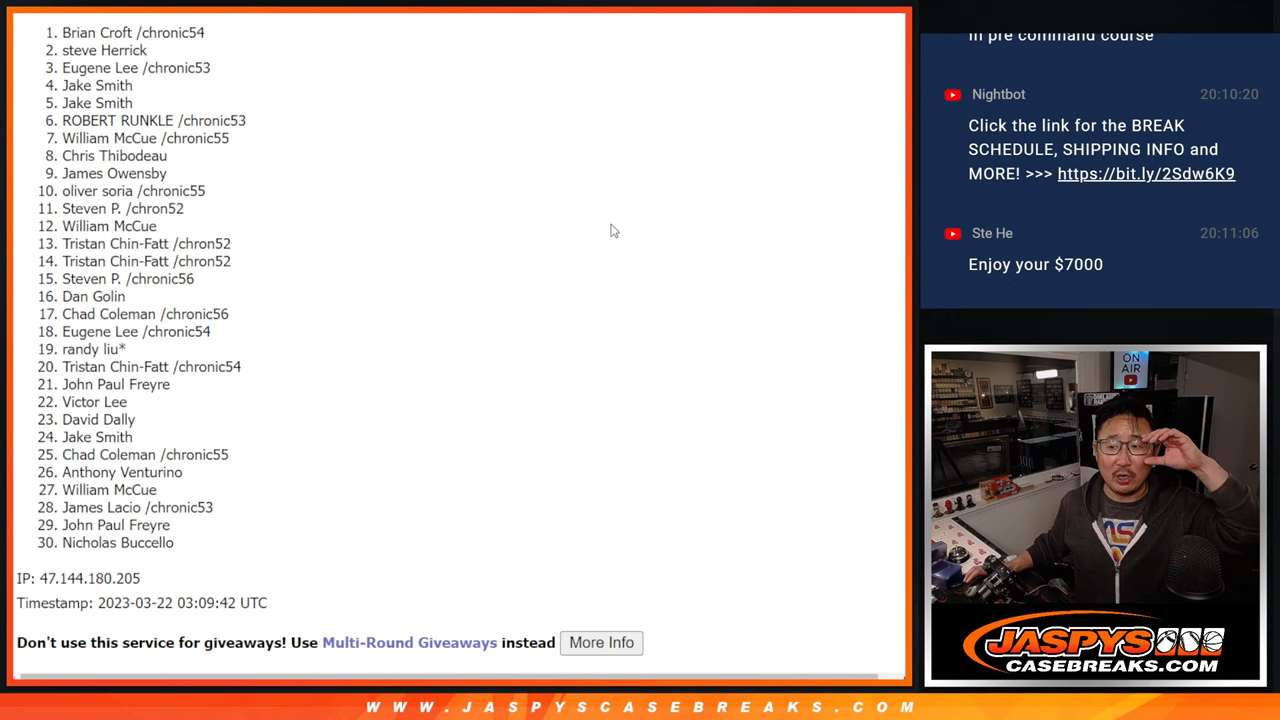 1. Brian Croft /chronic54
2. steve Herrick
3. Eugene Lee /chronic53
4. Jake Smith
5. Jake Smith
6. ROBERT RUNKLE /chronic53
7. William McCue /chronic55
8. Chris Thibodeau
9. James Owensby
10. oliver soria /chronic55
11. Steven P. /chron52
12. William McCue
13. Tristan Chin-Fatt /chron52
14. Tristan Chin-Fatt /chron52
15. Steven P. /chronic56
16. Dan Golin
17. Chad Coleman /chronic56
18. Eugene Lee /chronic54
19. randy liu*
20. Tristan Chin-Fatt /chronic54
21. John Paul Freyre
22. Victor Lee
23. David Dally
24. Jake Smith
25. Chad Coleman /chronic55
26. Anthony Venturino
27. William McCue
28. James Lacio /chronic53
29. John Paul Freyre
30. Nicholas Buccello
IP: 47.144.180.205
Timestamp: 2023-03-22 03:09:42 UTC
Don't use this service for giveaways! Use Multi-Round Giveaways instead More Info
in pre command course
Nightbot 20:10:20
Click the link for the BREAK
SCHEDULE, SHIPPING INFO and
MORE! >>> https://bit.ly/2Sdw6K9
Ste He 20:11:06
Enjoy your $7000
ON
AIR
JASPYS
CASEBREAKS.COM
WWW.JASPYSCASEBREAKS.COM